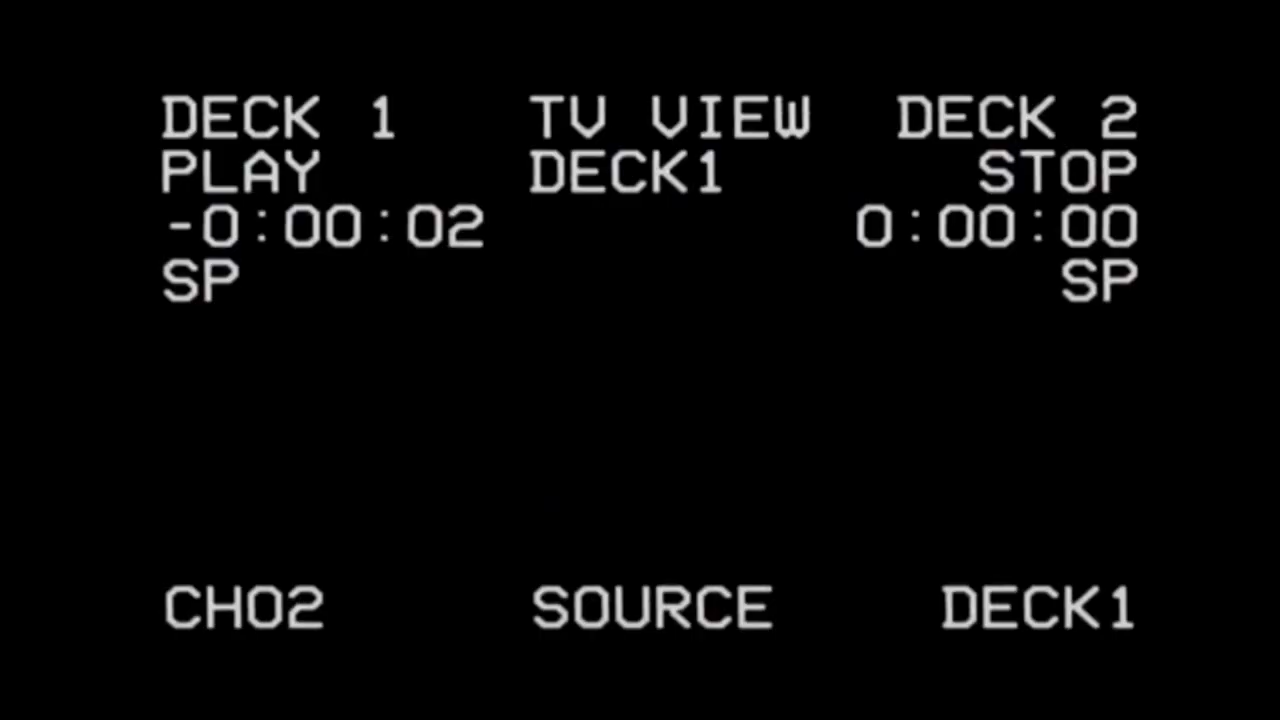 DECK 1 TV VIEW DECK 2
PLAY DECK1 STOP
-0:00:02 0:00:00
SP SP
CH02 SOURCE DECK1